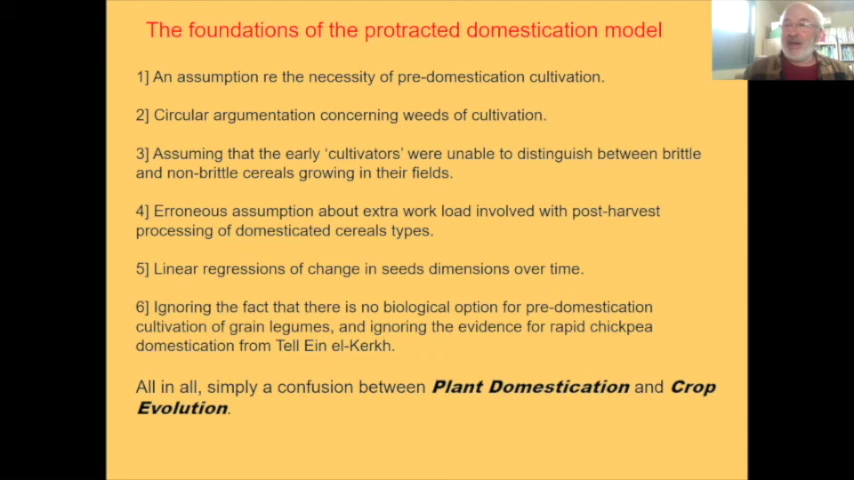 The foundations of the protracted domestication model
1] An assumption re the necessity of pre-domestication cultivation.
2] Circular argumentation concerning weeds of cultivation.
3] Assuming that the early ‘cultivators’ were unable to distinguish between brittle
and non-brittle cereals growing in their fields.
4] Erroneous assumption about extra work load involved with post-harvest
processing of domesticated cereals types.
5] Linear regressions of change in seeds dimensions over time.
6] Ignoring the fact that there is no biological option for pre-domestication
cultivation of grain legumes, and ignoring the evidence for rapid chickpea
domestication from Tell Ein el-Kerkh.
All in all, simply a confusion between Plant Domestication and Crop
Evolution.